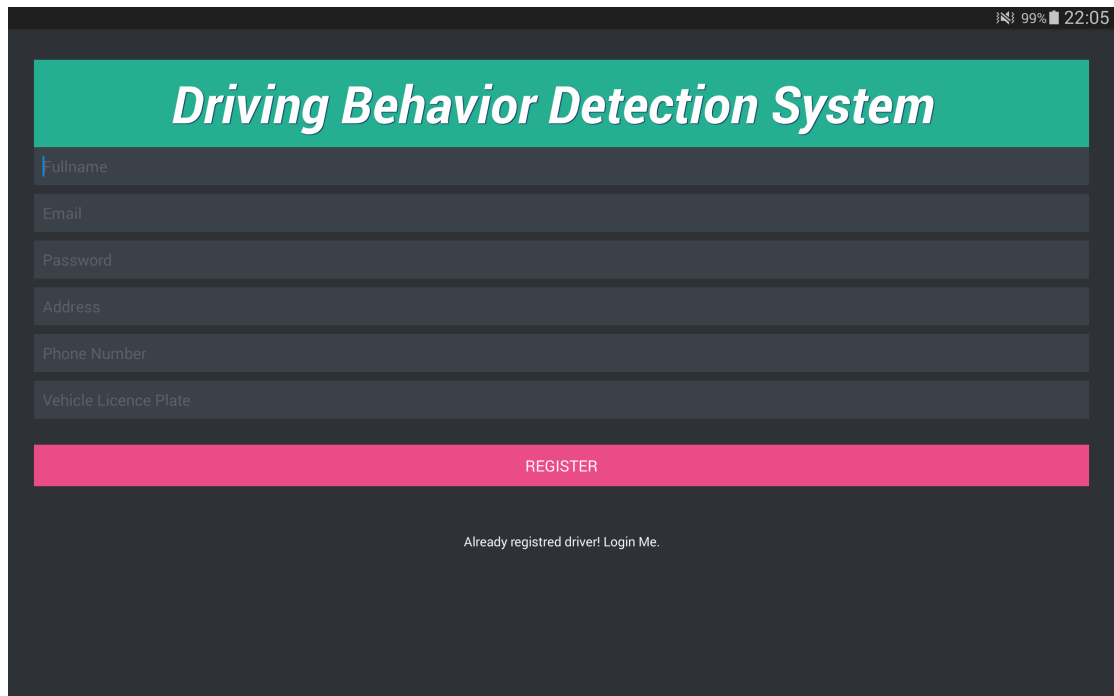 99% 22:05
Driving Behavior Detection System
Fullname
Email
Password
Address
Phone Number
Vehicle Licence Plate
REGISTER
Already registred driver! Login Me.